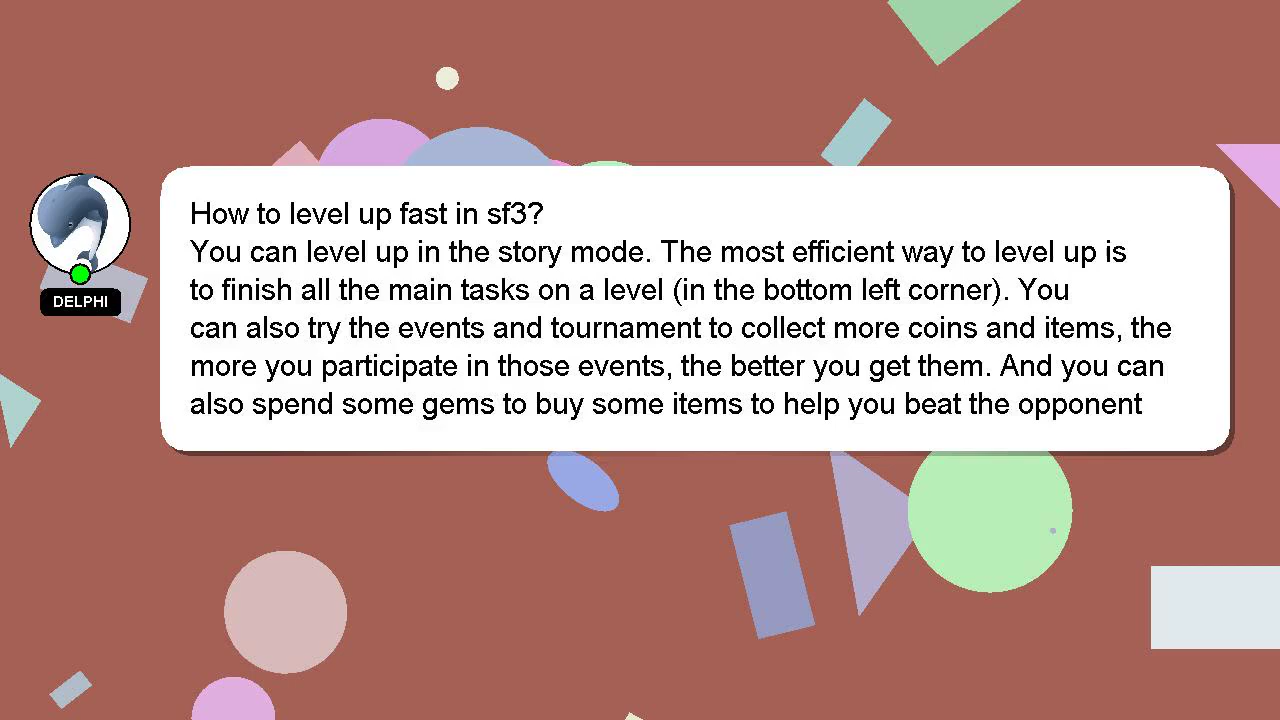 How to level up fast in sf3?
You can level up in the story mode. The most efficient way to level up is
to finish all the main tasks on a level (in the bottom left corner). You
can also try the events and tournament to collect more coins and items, the
more you participate in those events, the better you get them. And you can
also spend some gems to buy some items to help you beat the opponent
DELPHI